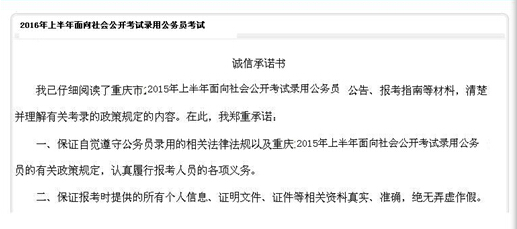 2016年上半年面向社会公开考试录用公务员考试
诚信承诺书
我已仔细阅读了重庆市2015年上半年面向社会公开考试录用公务员 公告、报考指南等材料，清楚
并理解有关考录的政策规定的内容。在此，我郑重承诺：
一、保证自觉遵守公务员录用的相关法律法规以及重庆2015年上半年面向社会公开考试录用公务
员的有关政策规定，认真履行报考人员的各项义务。
二、保证报考时提供的所有个人信息、证明文件、证件等相关资料真实、准确，绝无弄虚作假。